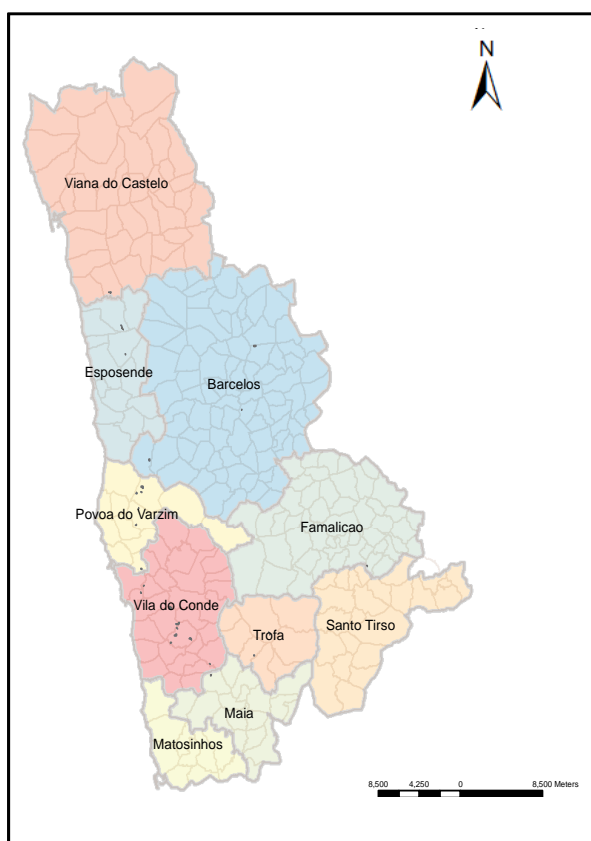 N
Viana do Castelo
Esposende
Barcelos
Povoa do Varzim
Famalicao
Vila do Conde
Trofa
Santo Tirso
Maia
Matosinhos
8,500 4,250 0 8,500 Meters